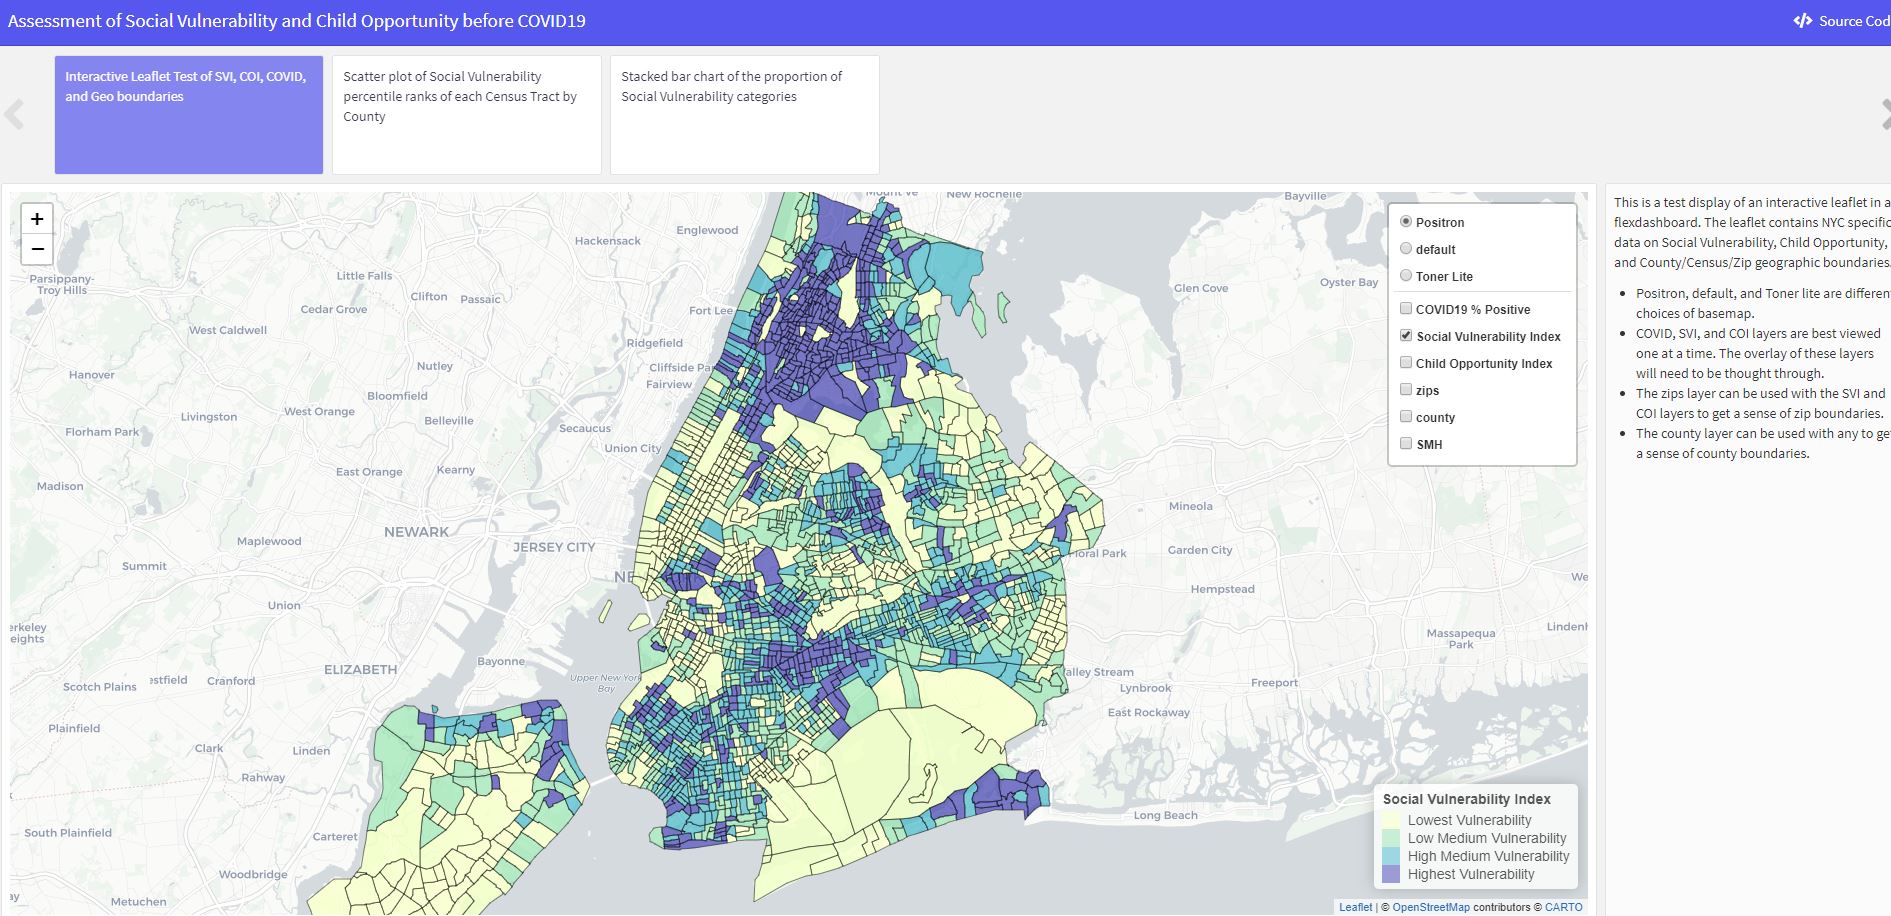 Assessment of Social Vulnerability and Child Opportunity before COVID19
Source Cod
Interactive Leaflet Test of SVI, COI, COVID,
and Geo boundaries
Scatter plot of Social Vulnerability
percentile ranks of each Census Tract by
County
Stacked bar chart of the proportion of
Social Vulnerability categories
+
−
Positron
default
Toner Lite
COVID19 % Positive
Social Vulnerability Index
Child Opportunity Index
zips
county
SMH
This is a test display of an interactive leaflet in a
flexdashboard. The leaflet contains NYC specific
data on Social Vulnerability, Child Opportunity,
and County/Census/Zip geographic boundaries.
• Positron, default, and Toner lite are differen
choices of basemap.
• COVID, SVI, and COI layers are best viewed
one at a time. The overlay of these layers
will need to be thought through.
• The zips layer can be used with the SVI and
COI layers to get a sense of zip boundaries.
• The county layer can be used with any to ge
a sense of county boundaries.
Mount Ve
New Rochelle
Bayville
Englewood
Hackensack
Parsippany-
Troy Hills
Little Falls
Glen Cove
Oyster Bay
Clifton
Passaic
Cedar Grove
Fort Lee
West Caldwell
Ridgefield
Nutley
Cliffside Pa
Hanover
Fairview
Bloomfield
Livingston
West Orange
Belleville
Secaucus
Florham Park
Union City
East Orange
Kearny
Madison
Mineola
NEWARK
Maplewood
JERSEY CITY
Floral Park
Garden City
Summit
NE
We
Hempstead
Union
erkeley
eights
Massapequa
Park
Lindenh
Bayonne
ELIZABETH
Valley Stream
Upper New York
Bay
Scotch Plains
estfield
Cranford
Lynbrook
Freeport
East Rockaway
Plainfield
Clark
Linden
Rahway
South Plainfield
Carteret
Long Beach
Woodbridge
ay
Metuchen
Social Vulnerability Index
Lowest Vulnerability
Low Medium Vulnerability
High Medium Vulnerability
Highest Vulnerability
Leaflet | © OpenStreetMap contributors © CARTO